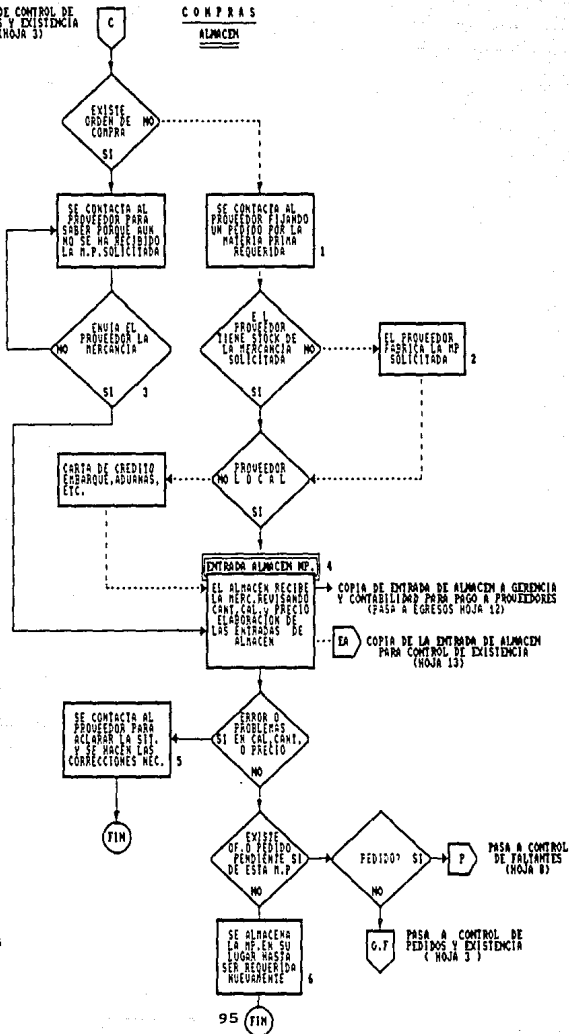 DE CONTROL DE
S Y EXISTENCIA
(HOJA 3)
C
COMPRAS
ALMACEN
EXISTE
ORDEN DE
COMPRA
NO
SI
SE CONTACTA AL
PROVEEDOR PARA
SABER PORQUE AUN
NO SE HA RECIBIDO
LA M.P.SOLICITADA
SE CONTACTA AL
PROVEEDOR FIJANDO
UN PEDIDO POR LA
MATERIA PRIMA
REQUERIDA
1
ENVIA EL
PROVEEDOR LA
MERCANCIA
NO
SI
3
EL
PROVEEDOR
TIENE STOCK DE
LA MERCANCIA
SOLICITADA
NO
SI
EL PROVEEDOR
FABRICA LA MP
SOLICITADA
2
CARTA DE CREDITO
EMBARQUE,ADUANAS,
ETC.
PROVEEDOR
LOCAL
NO
SI
ENTRADA ALMACEN MP.
4
EL ALMACEN RECIBE
LA MERC.REVISANDO
CANT.CAL.y PRECIO
ELABORACION DE
LAS ENTRADAS DE
ALMACEN
COPIA DE ENTRADA DE ALMACEN A GERENCIA
Y CONTABILIDAD PARA PAGO A PROVEEDORES
(PASA A EGRESOS HOJA 12)
EA
COPIA DE LA ENTRADA DE ALMACEN
PARA CONTROL DE EXISTENCIA
(HOJA 13)
SE CONTACTA AL
PROVEEDOR PARA
ACLARAR LA SIT.
Y SE HACEN LAS
CORRECCIONES NEC.
5
ERROR O
PROBLEMAS
SI EN CAL.CANT.
O PRECIO
NO
FIN
EXISTE
OF.O PEDIDO
PENDIENTE SI
DE ESTA M.P
NO
PEDIDO? SI
NO
P
PASA A CONTROL
DE FALTANTES
(HOJA 8)
O.F
PASA A CONTROL DE
PEDIDOS Y EXISTENCIA
( HOJA 3 )
SE ALMACENA
LA MP.EN SU
LUGAR HASTA
SER REQUERIDA
NUEVAMENTE
6
95
FIN